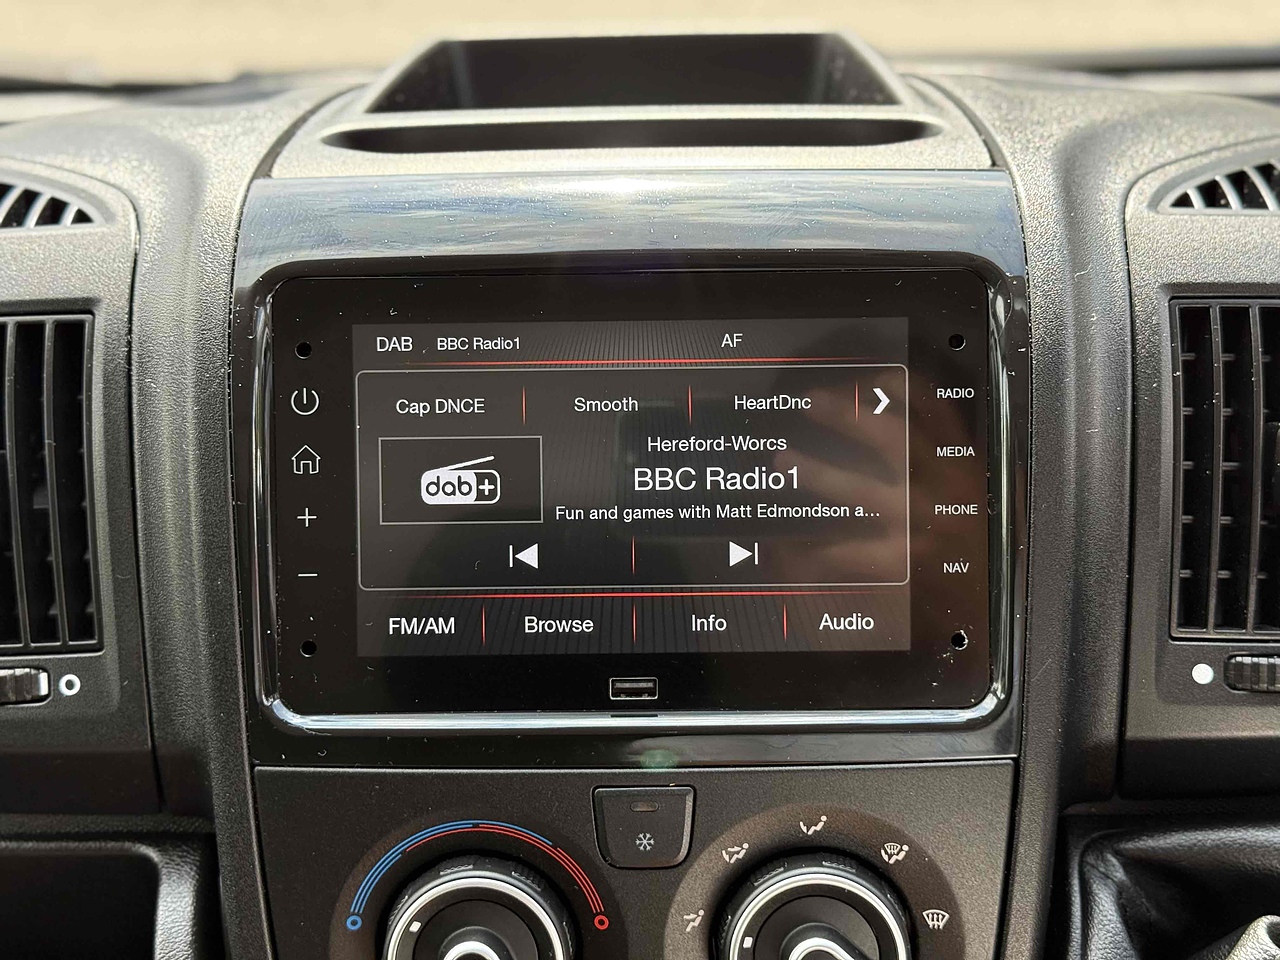 DAB BBC Radio1 AF
Cap DNCE Smooth HeartDnc
Hereford-Worcs
BBC Radio1
Fun and games with Matt Edmondson a...
dab+
FM/AM Browse Info Audio
RADIO
MEDIA
PHONE
NAV